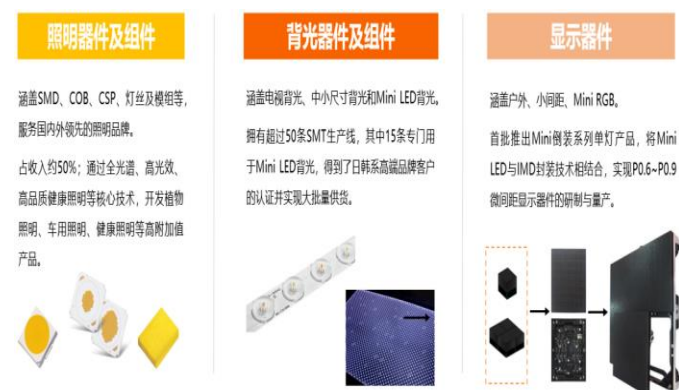 照明器件及组件
涵盖SMD、COB、CSP、灯丝及模组等，
服务国内外领先的照明品牌。
占收入约50%；通过全光谱、高光效、
高品质健康照明等核心技术，开发植物
照明、车用照明、健康照明等高附加值
产品。
背光器件及组件
涵盖电视背光、中小尺寸背光和Mini LED背光。
拥有超过50条SMT生产线，其中15条专门用
于Mini LED背光，得到了日韩系高端品牌客户
的认证并实现大批量供货。
显示器件
涵盖户外、小间距、Mini RGB。
首批推出Mini倒装系列单灯产品，将Mini
LED与IMD封装技术相结合，实现P0.6~P0.9
微间距显示器件的研制与量产。